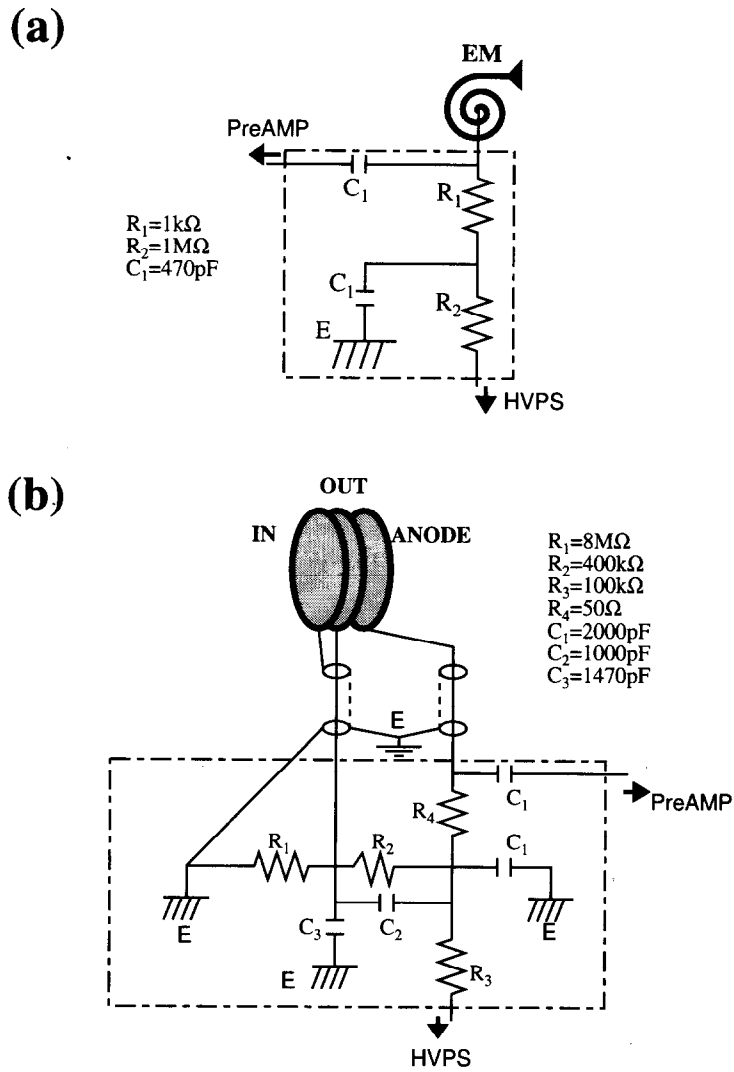 (a)
EM
PreAMP
C₁
R₁
R₁=1kΩ
R₂=1MΩ
C₁=470pF
C₁
R₂
E
HVPS
(b)
OUT
IN
ANODE
R₁=8MΩ
R₂=400kΩ
R₃=100kΩ
R₄=50Ω
C₁=2000pF
C₂=1000pF
C₃=1470pF
E
C₁
PreAMP
R₄
R₁
R₂
C₁
E
C₃
C₂
E
E
R₃
HVPS